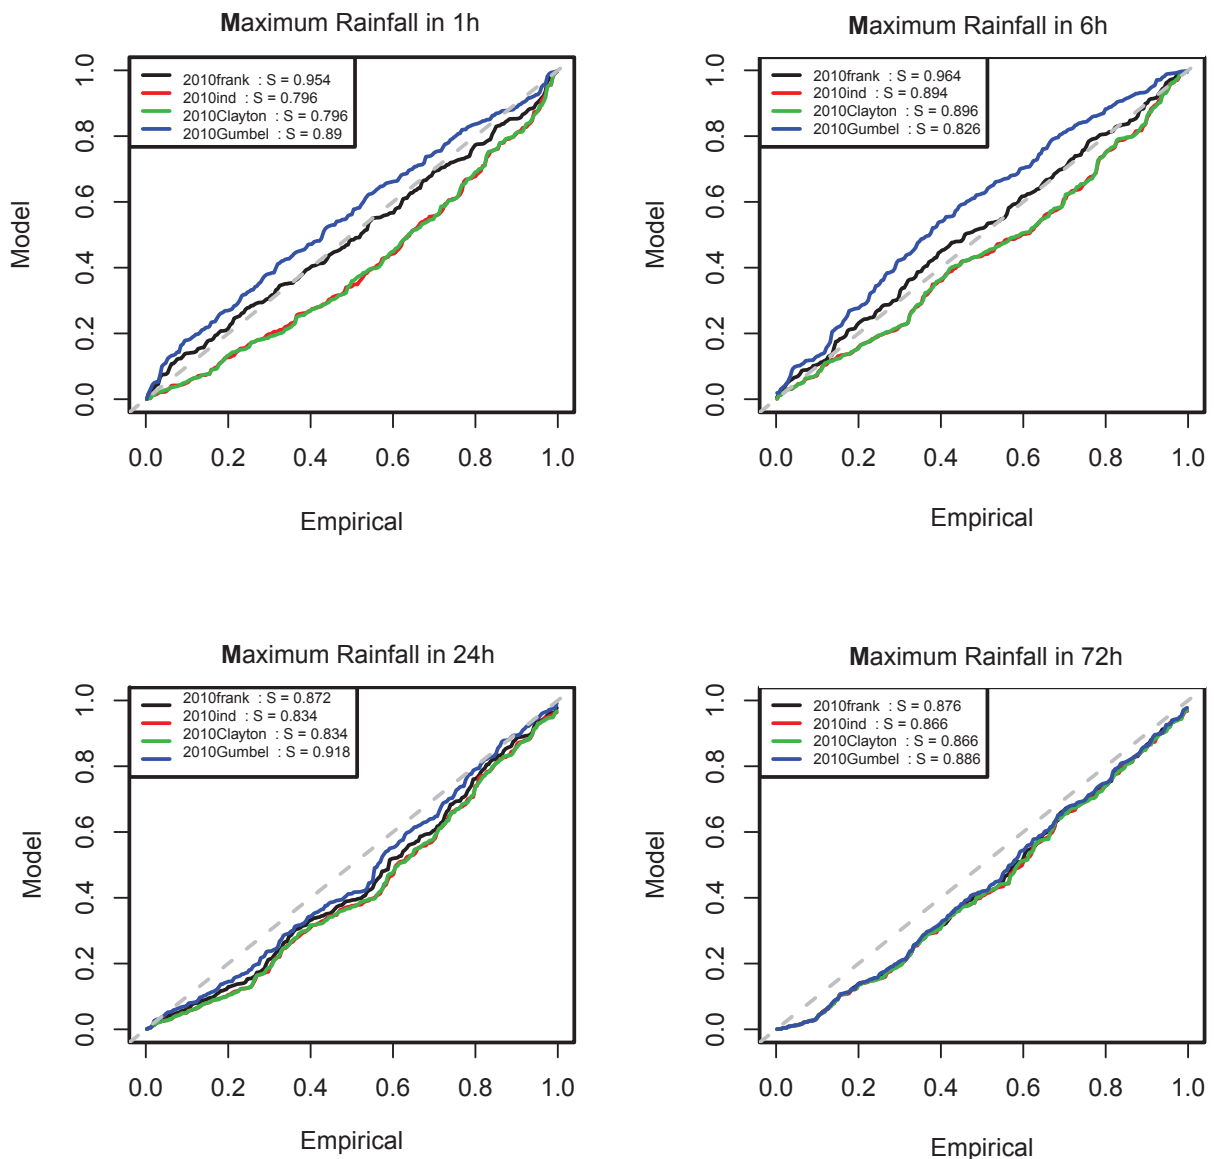 Maximum Rainfall in 1h
2010frank : S = 0.954
2010ind : S = 0.796
2010Clayton : S = 0.796
2010Gumbel : S = 0.89
Model
0.0 0.2 0.4 0.6 0.8 1.0
0.0 0.2 0.4 0.6 0.8 1.0
Empirical
Maximum Rainfall in 6h
2010frank : S = 0.964
2010ind : S = 0.894
2010Clayton : S = 0.896
2010Gumbel : S = 0.826
Model
0.0 0.2 0.4 0.6 0.8 1.0
0.0 0.2 0.4 0.6 0.8 1.0
Empirical
Maximum Rainfall in 24h
2010frank : S = 0.872
2010ind : S = 0.834
2010Clayton : S = 0.834
2010Gumbel : S = 0.918
Model
0.0 0.2 0.4 0.6 0.8 1.0
0.0 0.2 0.4 0.6 0.8 1.0
Empirical
Maximum Rainfall in 72h
2010frank : S = 0.876
2010ind : S = 0.866
2010Clayton : S = 0.866
2010Gumbel : S = 0.886
Model
0.0 0.2 0.4 0.6 0.8 1.0
0.0 0.2 0.4 0.6 0.8 1.0
Empirical